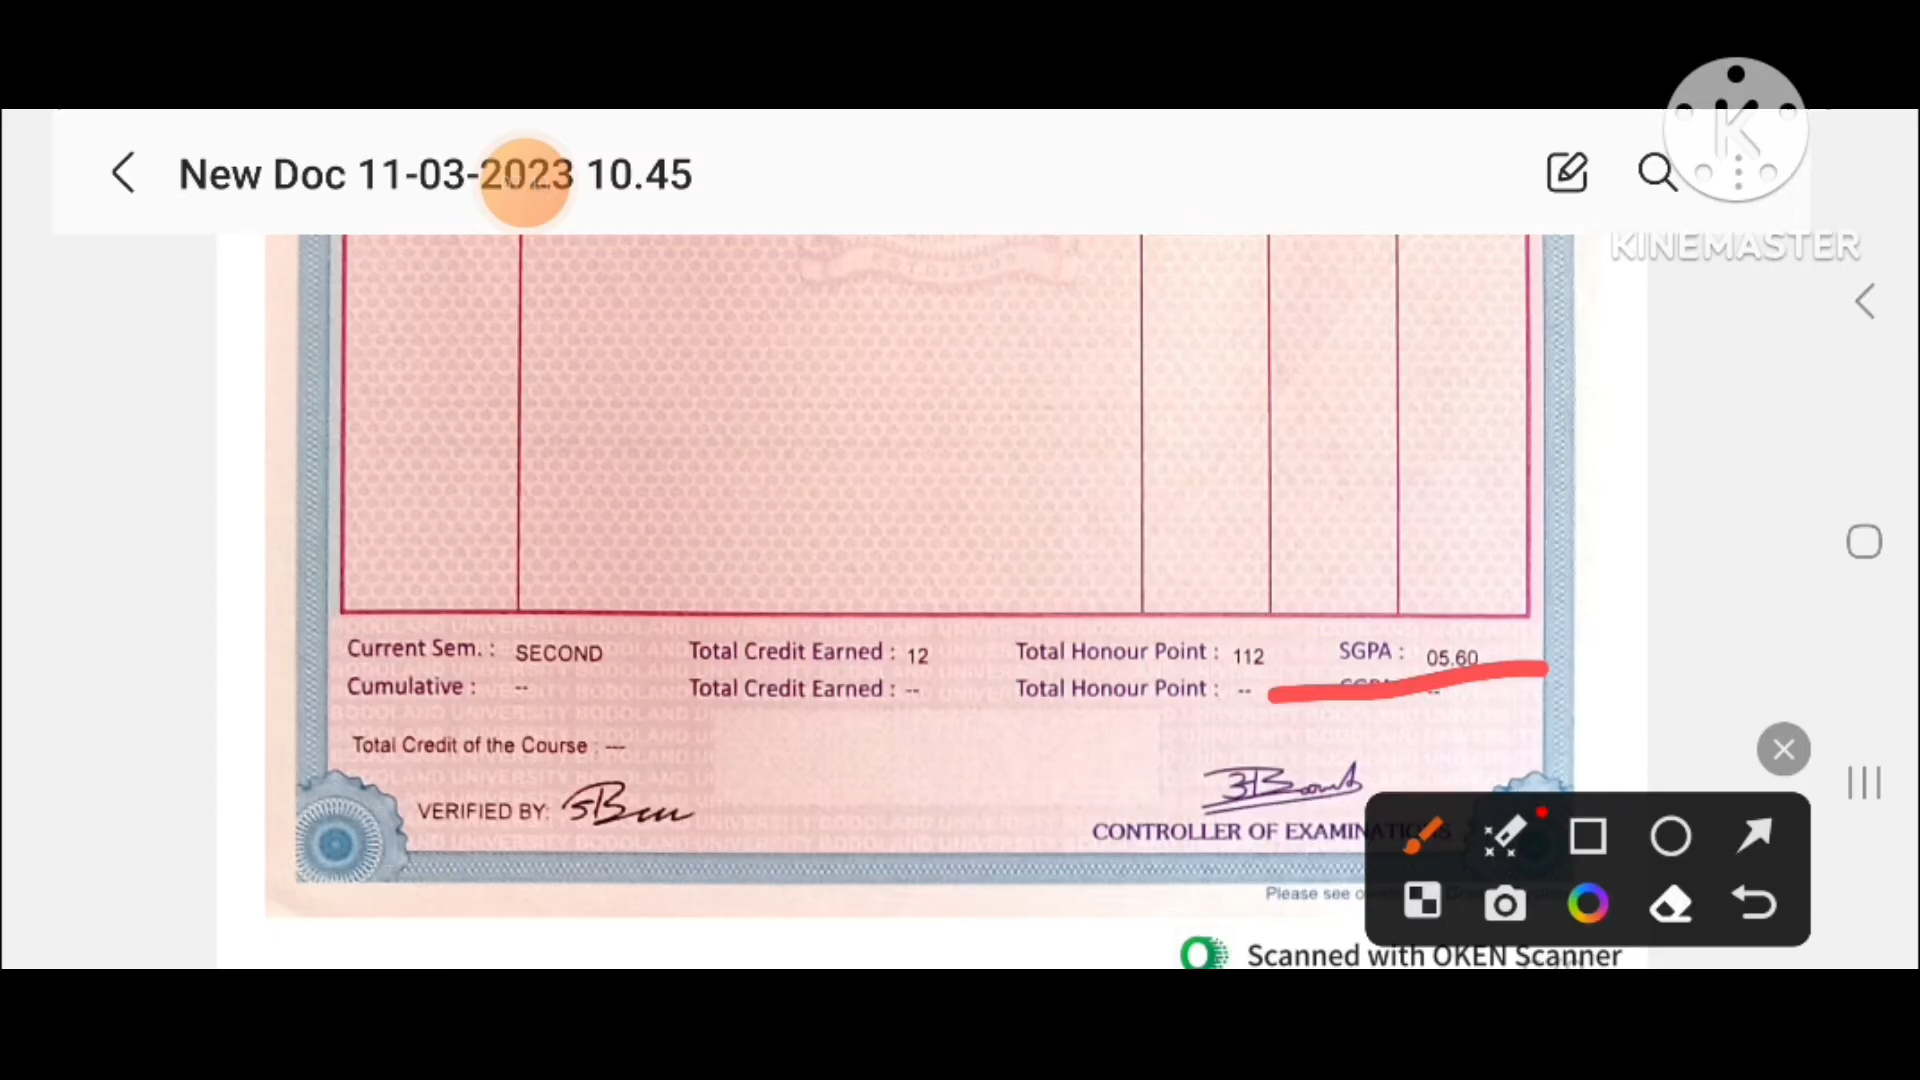 New Doc 11-03-2023 10.45
KINEMASTER
Current Sem. : SECOND Total Credit Earned : 12 Total Honour Point : 112 SGPA : 05.60
Cumulative : -- Total Credit Earned : -- Total Honour Point : -- --
Total Credit of the Course : ---
VERIFIED BY:
CONTROLLER OF EXAMINATIONS
Please see
Scanned with OKEN Scanner